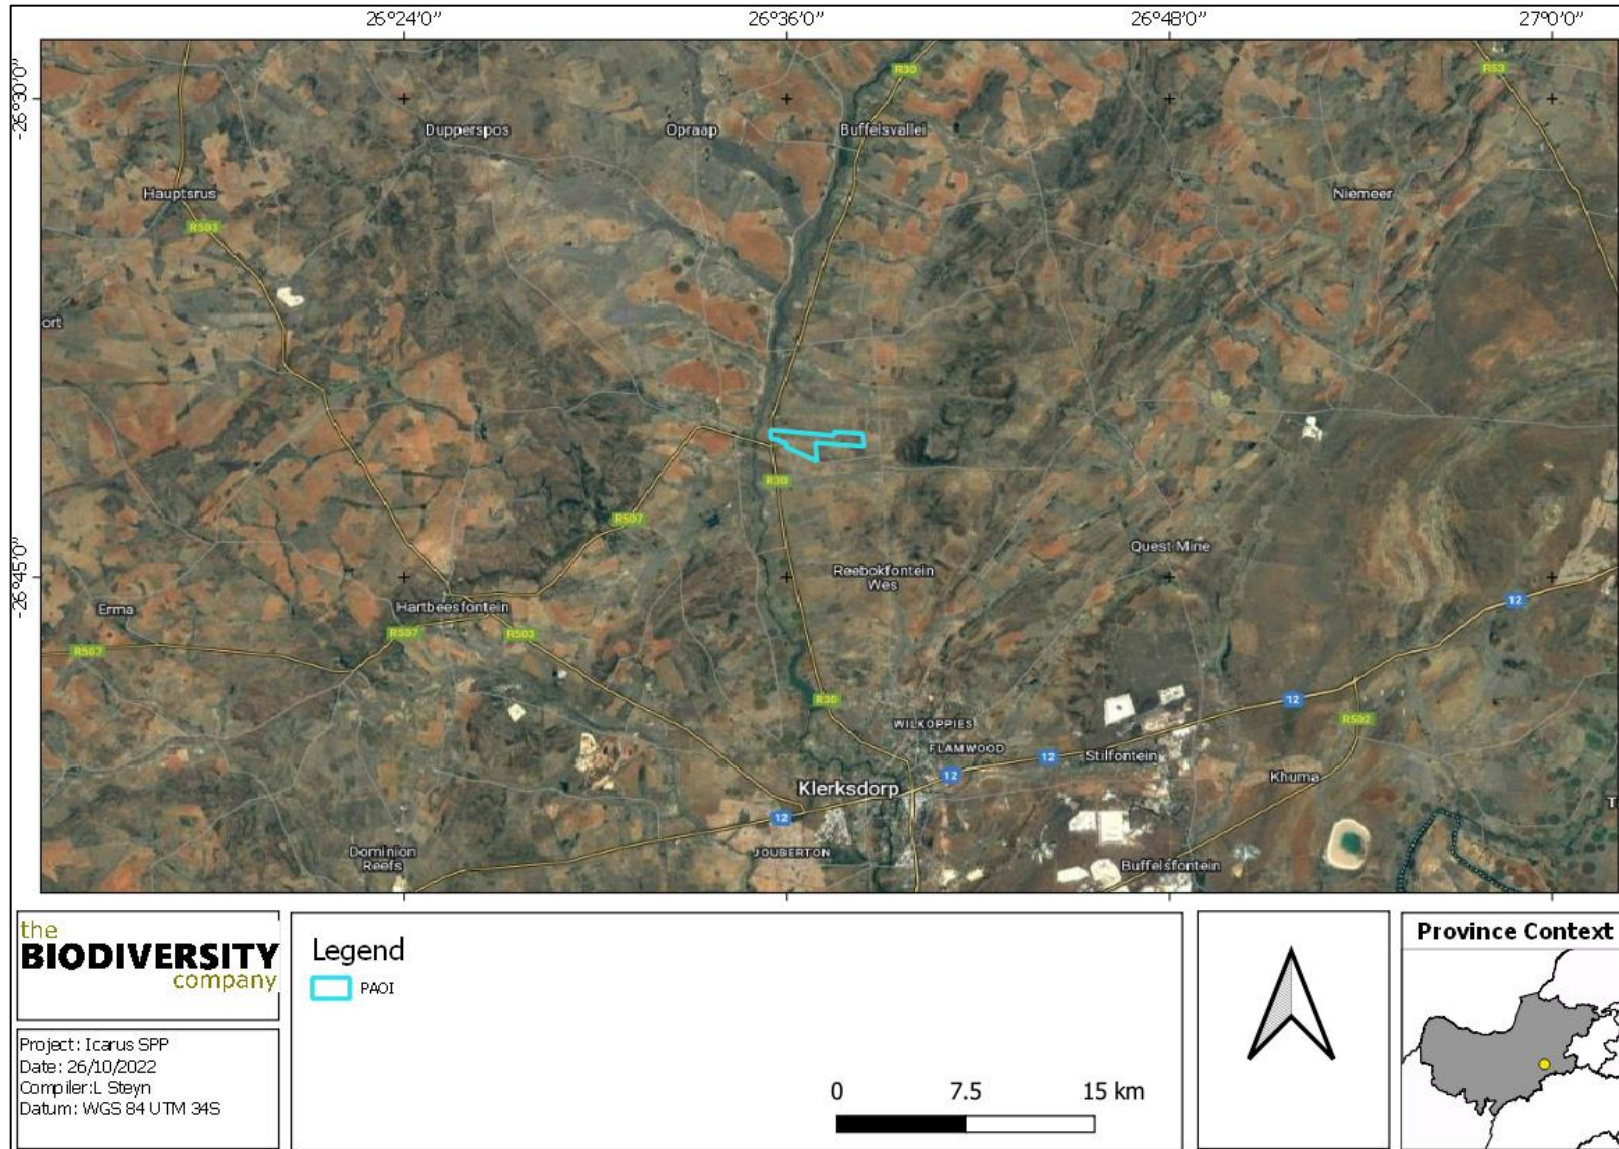 26°24'0" 26°36'0" 26°48'0" 27°0'0"
-26°30'0"
-26°45'0"
R30
R53
Dupperspos
Opraap
Buffelsvallei
Hauptsrus
Niemeer
R503
ort
R30
R507
Quest Mine
Reebokfontein
Wes
12
Erma
Hartbeesfontein
R507
R503
R507
R30
12
R502
WILKOPPIES
FLAMWOOD
12
Stilfontein
12
Khuma
Klerksdorp
12
T
Dominion
Reefs
JOUBERTON
Buffelsfontein
the
BIODIVERSITY
company
Project: Icarus SPP
Date: 26/10/2022
Compiler:L Steyn
Datum: WGS 84 UTM 34S
Legend
PAOI
0 7.5 15 km
Province Context